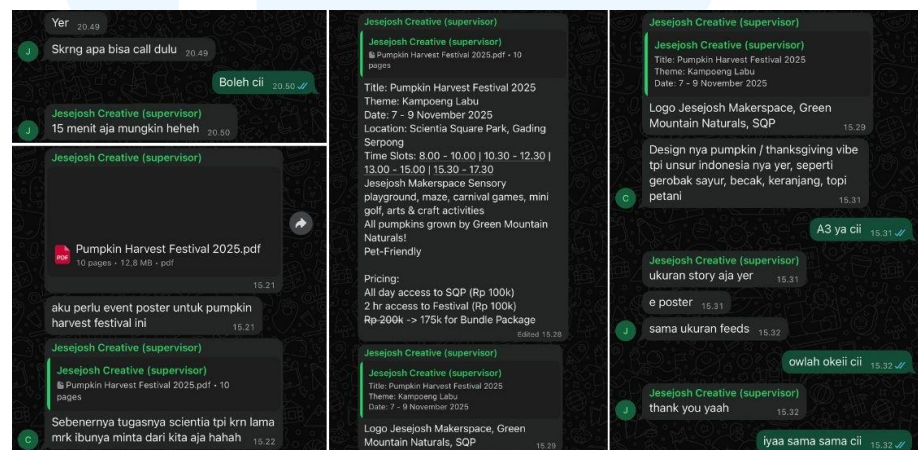 Yer 20.49
J
Skrng apa bisa call dulu 20.49
Boleh cii 20.50
Jesejosh Creative (supervisor)
J
15 menit aja mungkin heheh 20.50
Jesejosh Creative (supervisor)
Pumpkin Harvest Festival 2025.pdf
PDF
10 pages • 12,8 MB • pdf
15.21
aku perlu event poster untuk pumpkin
harvest festival ini 15.21
Jesejosh Creative (supervisor)
Jesejosh Creative (supervisor)
Pumpkin Harvest Festival 2025.pdf • 10
pages
Sebenernya tugasnya scientia tpi krn lama
C
mrk ibunya minta dari kita aja hahah 15.22
Jesejosh Creative (supervisor)
Jesejosh Creative (supervisor)
Pumpkin Harvest Festival 2025.pdf • 10
pages
Title: Pumpkin Harvest Festival 2025
Theme: Kampoeng Labu
Date: 7 - 9 November 2025
Location: Scientia Square Park, Gading
Serpong
Time Slots: 8.00 - 10.00 | 10.30 - 12.30 |
13.00 - 15.00 | 15.30 - 17.30
Jesejosh Makerspace Sensory
playground, maze, carnival games, mini
golf, arts & craft activities
All pumpkins grown by Green Mountain
Naturals!
Pet-Friendly
Pricing:
All day access to SQP (Rp 100k)
2 hr access to Festival (Rp 100k)
Rp 200k -> 175k for Bundle Package
Edited 15.28
Jesejosh Creative (supervisor)
Jesejosh Creative (supervisor)
Title: Pumpkin Harvest Festival 2025
Theme: Kampoeng Labu
Date: 7 - 9 November 2025
Logo Jesejosh Makerspace, Green
Mountain Naturals, SQP 15.29
Jesejosh Creative (supervisor)
Jesejosh Creative (supervisor)
Title: Pumpkin Harvest Festival 2025
Theme: Kampoeng Labu
Date: 7 - 9 November 2025
Logo Jesejosh Makerspace, Green
Mountain Naturals, SQP
15.29
Design nya pumpkin / thanksgiving vibe
tpi unsur indonesia nya yer, seperti
gerobak sayur, becak, keranjang, topi
C
petani 15.31
A3 ya cii 15.31
Jesejosh Creative (supervisor)
ukuran story aja yer 15.31
e poster 15.31
J
sama ukuran feeds 15.32
owlah okeii cii 15.32
Jesejosh Creative (supervisor)
J
thank you yaah 15.32
iyaa sama sama cii 15.32